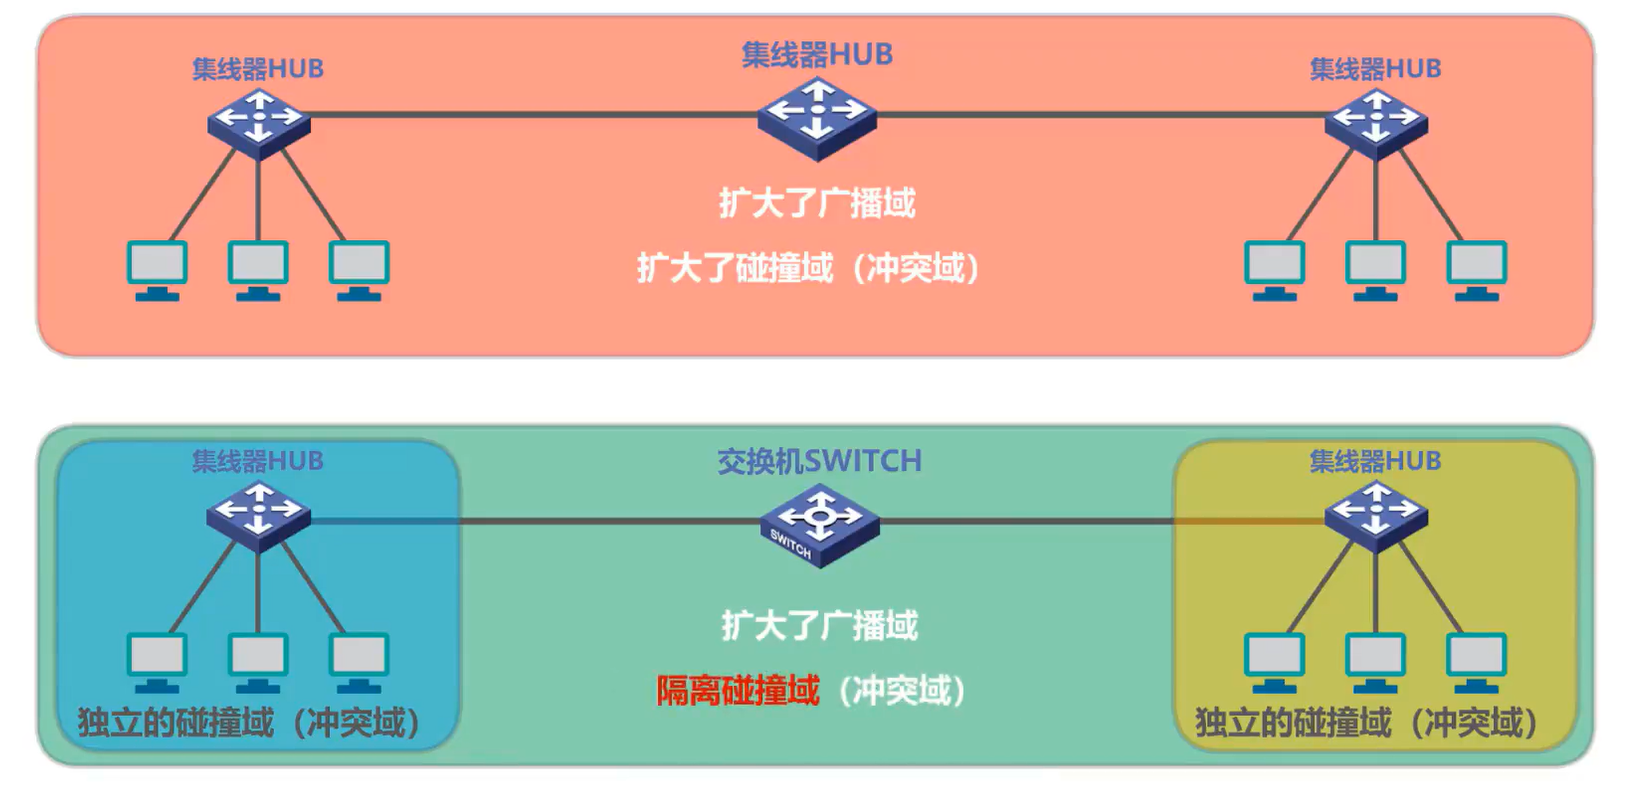 集线器HUB
集线器HUB
集线器HUB
扩大了广播域
扩大了碰撞域（冲突域）
集线器HUB
交换机SWITCH
集线器HUB
SWITCH
扩大了广播域
隔离碰撞域（冲突域）
独立的碰撞域（冲突域）
独立的碰撞域（冲突域）